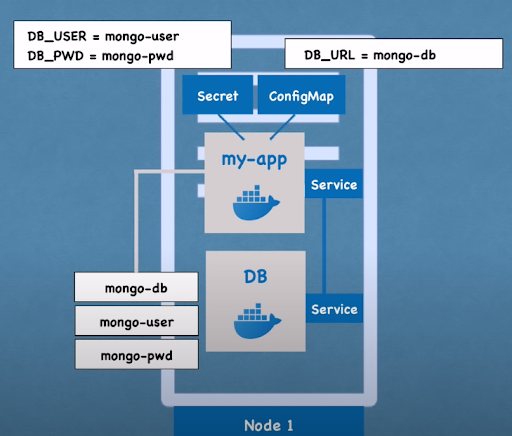 DB_USER = mongo-user
DB_PWD = mongo-pwd
DB_URL = mongo-db
Secret
ConfigMap
my-app
Service
DB
Service
mongo-db
mongo-user
mongo-pwd
Node 1